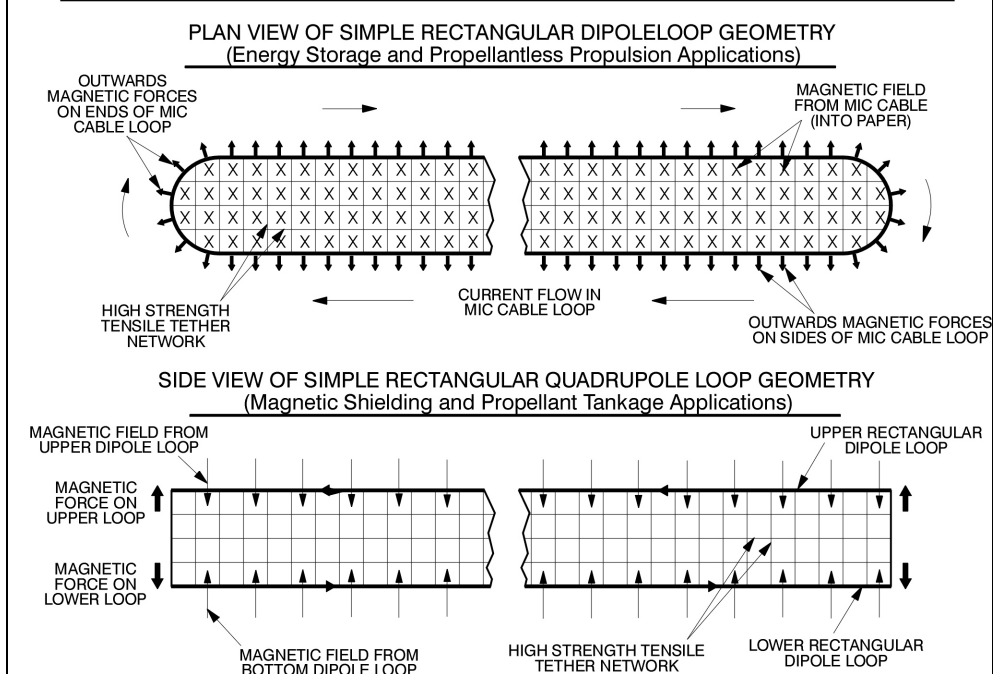 PLAN VIEW OF SIMPLE RECTANGULAR DIPOLELOOP GEOMETRY
(Energy Storage and Propellantless Propulsion Applications)
OUTWARDS
MAGNETIC FORCES
ON ENDS OF MIC
CABLE LOOP
MAGNETIC FIELD
FROM MIC CABLE
(INTO PAPER)
X X X X X X X X X X X X X X X X X X X X X X X X X X
X X X X X X X X X X X X X X X X X X X X X X X X X X X X
X X X X X X X X X X X X X X X X X X X X X X X X X X X X
X X X X X X X X X X X X X X X X X X X X X X X X X X
HIGH STRENGTH
TENSILE TETHER
NETWORK
CURRENT FLOW IN
MIC CABLE LOOP
OUTWARDS MAGNETIC FORCES
ON SIDES OF MIC CABLE LOOP
SIDE VIEW OF SIMPLE RECTANGULAR QUADRUPOLE LOOP GEOMETRY
(Magnetic Shielding and Propellant Tankage Applications)
MAGNETIC FIELD FROM
UPPER DIPOLE LOOP
UPPER RECTANGULAR
DIPOLE LOOP
MAGNETIC
FORCE ON
UPPER LOOP
MAGNETIC
FORCE ON
LOWER LOOP
MAGNETIC FIELD FROM
BOTTOM DIPOLE LOOP
HIGH STRENGTH TENSILE
TETHER NETWORK
LOWER RECTANGULAR
DIPOLE LOOP